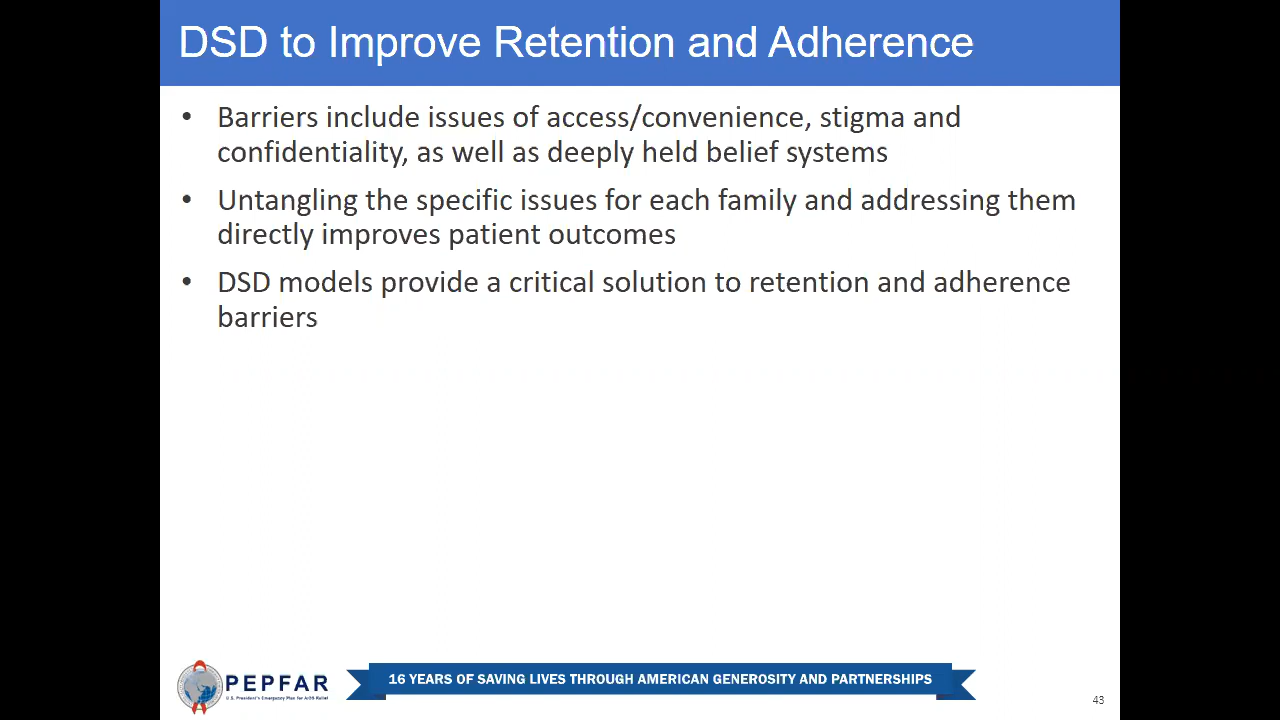 DSD to Improve Retention and Adherence
• Barriers include issues of access/convenience, stigma and
confidentiality, as well as deeply held belief systems
• Untangling the specific issues for each family and addressing them
directly improves patient outcomes
• DSD models provide a critical solution to retention and adherence
barriers
PEPFAR
U.S. President's Emergency Plan for AIDS Relief
16 YEARS OF SAVING LIVES THROUGH AMERICAN GENEROSITY AND PARTNERSHIPS
43